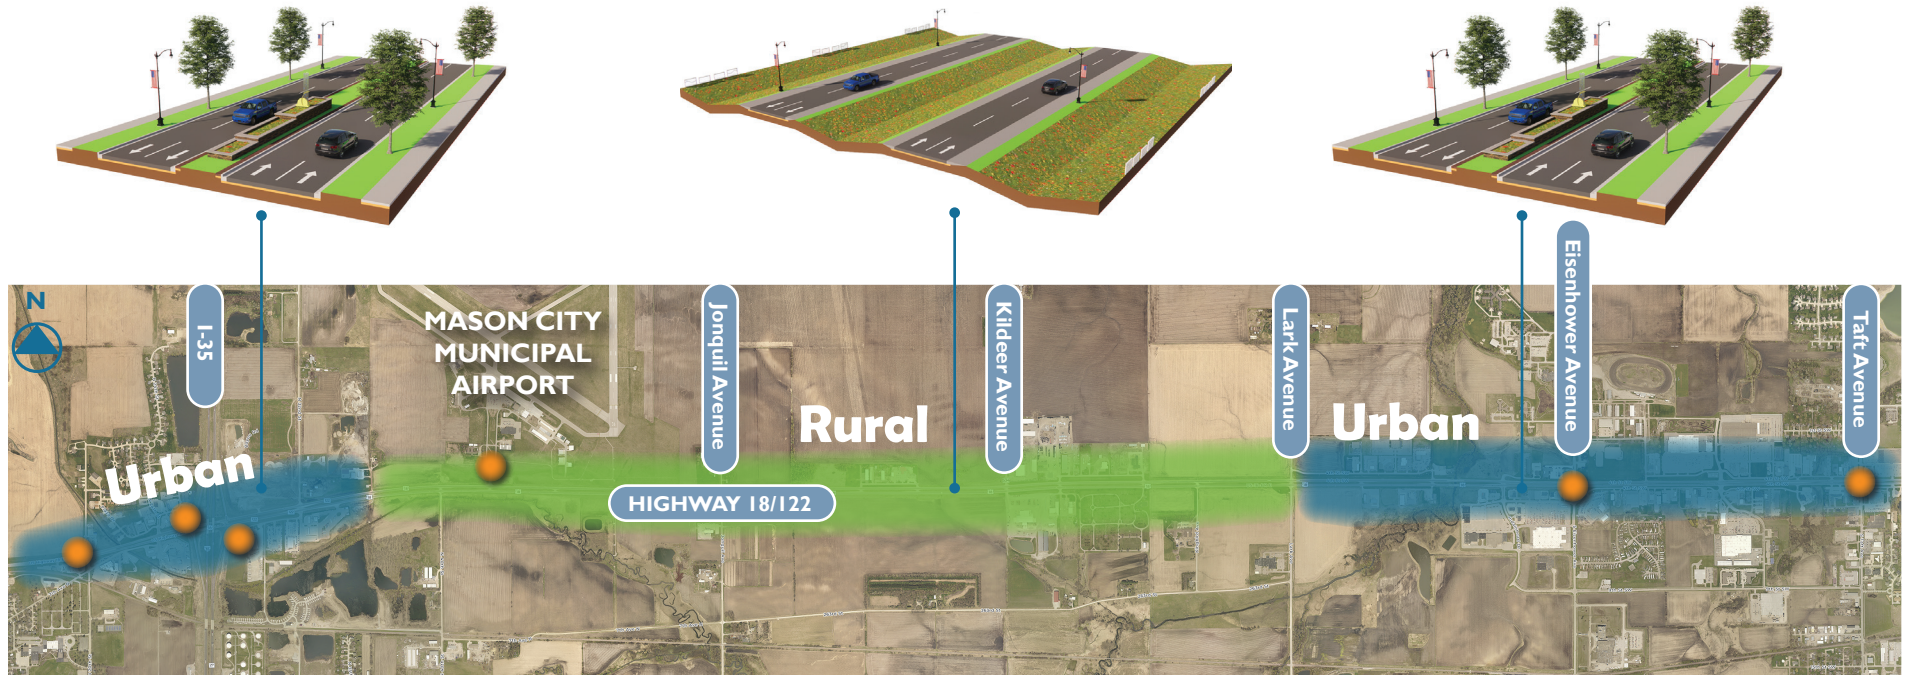 N
I-35
MASON CITY
MUNICIPAL
AIRPORT
Jonquil Avenue
Kildeer Avenue
Lark Avenue
Eisenhower Avenue
Taft Avenue
Urban
Rural
Urban
HIGHWAY 18/122